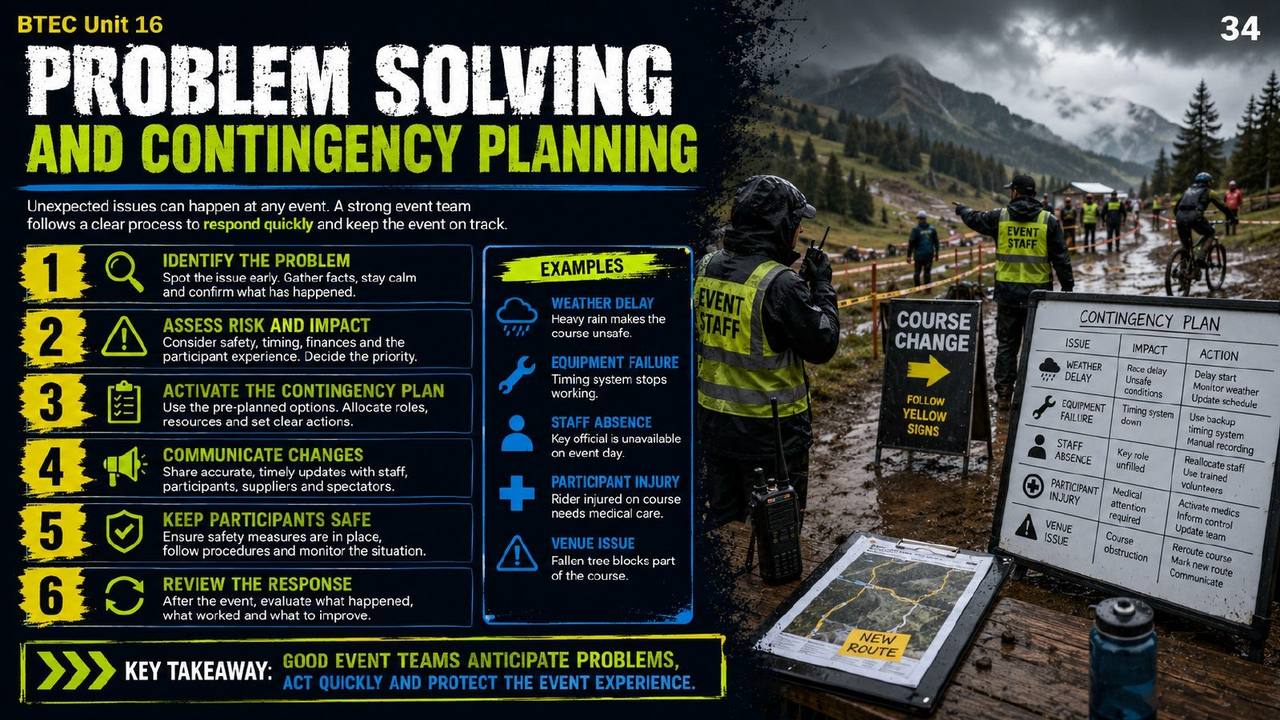 BTEC Unit 16
34
PROBLEM SOLVING
AND CONTINGENCY PLANNING
Unexpected issues can happen at any event. A strong event team
follows a clear process to respond quickly and keep the event on track.
1
IDENTIFY THE PROBLEM
Spot the issue early. Gather facts, stay calm
and confirm what has happened.
2
ASSESS RISK AND IMPACT
Consider safety, timing, finances and the
participant experience. Decide the priority.
3
ACTIVATE THE CONTINGENCY PLAN
Use the pre-planned options. Allocate roles,
resources and set clear actions.
4
COMMUNICATE CHANGES
Share accurate, timely updates with staff,
participants, suppliers and spectators.
5
KEEP PARTICIPANTS SAFE
Ensure safety measures are in place,
follow procedures and monitor the situation.
6
REVIEW THE RESPONSE
After the event, evaluate what happened,
what worked and what to improve.
EXAMPLES
WEATHER DELAY
Heavy rain makes the
course unsafe.
EQUIPMENT FAILURE
Timing system stops
working.
STAFF ABSENCE
Key official is unavailable
on event day.
PARTICIPANT INJURY
Rider injured on course
needs medical care.
VENUE ISSUE
Fallen tree blocks part
of the course.
KEY TAKEAWAY:
GOOD EVENT TEAMS ANTICIPATE PROBLEMS,
ACT QUICKLY AND PROTECT THE EVENT EXPERIENCE.
EVENT
STAFF
EVENT
STAFF
COURSE
CHANGE
FOLLOW
YELLOW
SIGNS
CONTINGENCY PLAN
ISSUE
IMPACT
ACTION
WEATHER
DELAY
Race delay
Unsafe
conditions
Delay start
Monitor weather
Update schedule
EQUIPMENT
FAILURE
Timing system
down
Use backup
timing system
Manual recording
STAFF
ABSENCE
Key role
unfilled
Reallocate staff
Use trained
volunteers
PARTICIPANT
INJURY
Medical
attention
required
Activate medics
Inform control
Update team
VENUE
ISSUE
Course
obstruction
Reroute course
Mark new route
Communicate
NEW
ROUTE